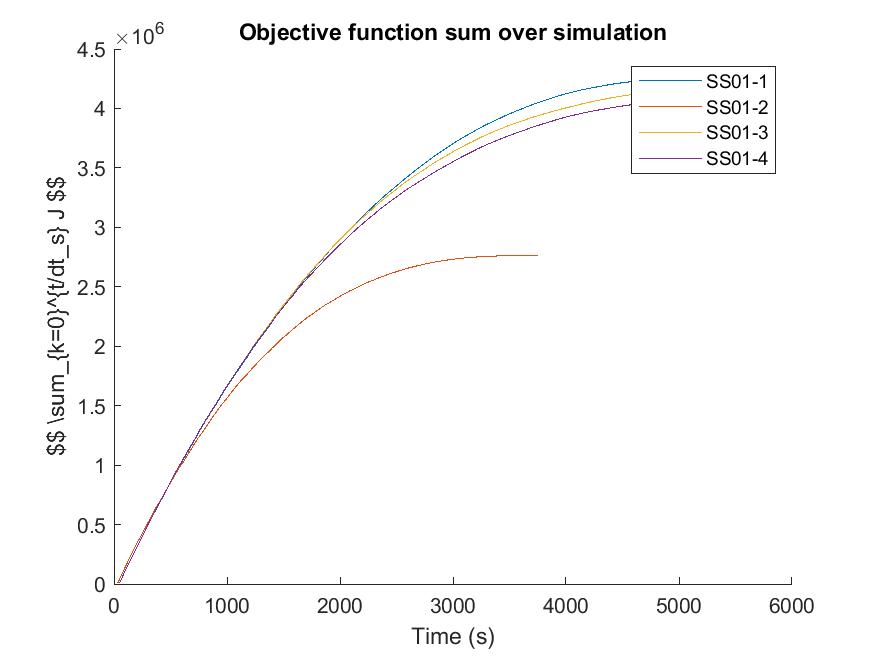 Objective function sum over simulation
×10^6
4.5
4
3.5
3
2.5
2
1.5
1
0.5
0
$$ \sum_{k=0}^{t/dt_s} J $$
SS01-1
SS01-2
SS01-3
SS01-4
0 1000 2000 3000 4000 5000 6000
Time (s)